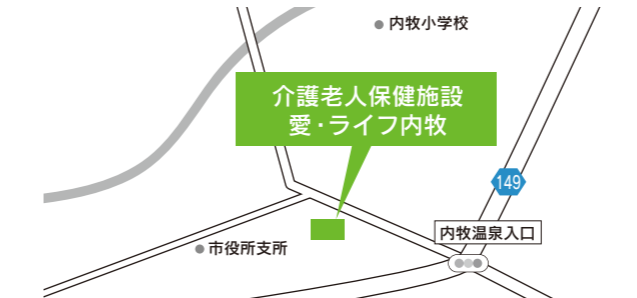 内牧小学校
介護老人保健施設
愛・ライフ内牧
149
内牧温泉入口
市役所支所